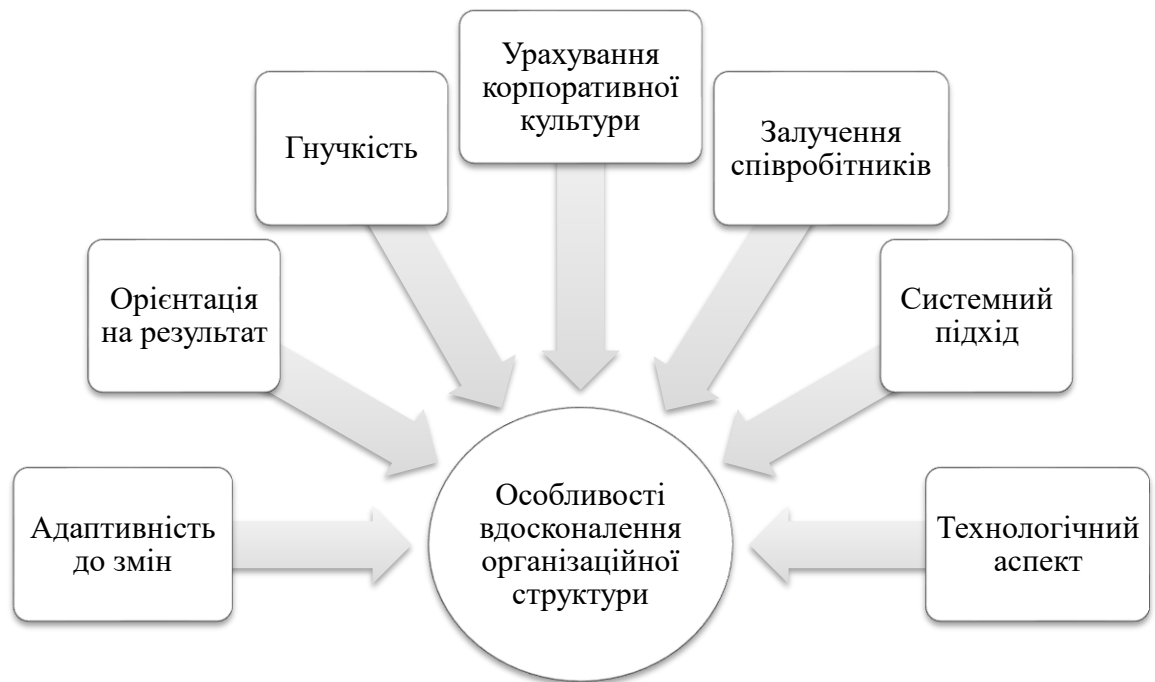 Урахування
корпоративної
культури
Гнучкість
Залучення
співробітників
Орієнтація
на результат
Системний
підхід
Адаптивність
до змін
Особливості
вдосконалення
організаційної
структури
Технологічний
аспект